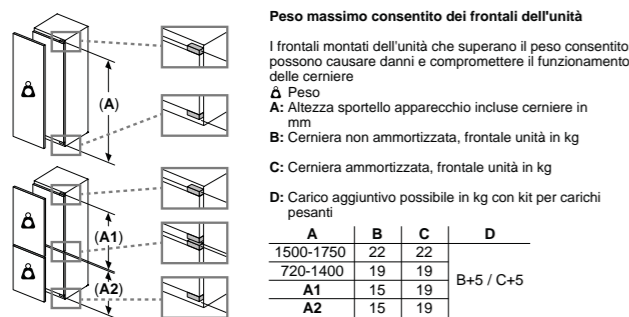 Peso massimo consentito dei frontali dell'unità
I frontali montati dell'unità che superano il peso consentito
possono causare danni e compromettere il funzionamento
delle cerniere
Peso
A: Altezza sportello apparecchio incluse cerniere in
mm
B: Cerniera non ammortizzata, frontale unità in kg
C: Cerniera ammortizzata, frontale unità in kg
D: Carico aggiuntivo possibile in kg con kit per carichi
pesanti
A B C D
1500-1750 22 22
720-1400 19 19
B+5 / C+5
A1 15 19
A2 15 19
(A)
(A1)
(A2)